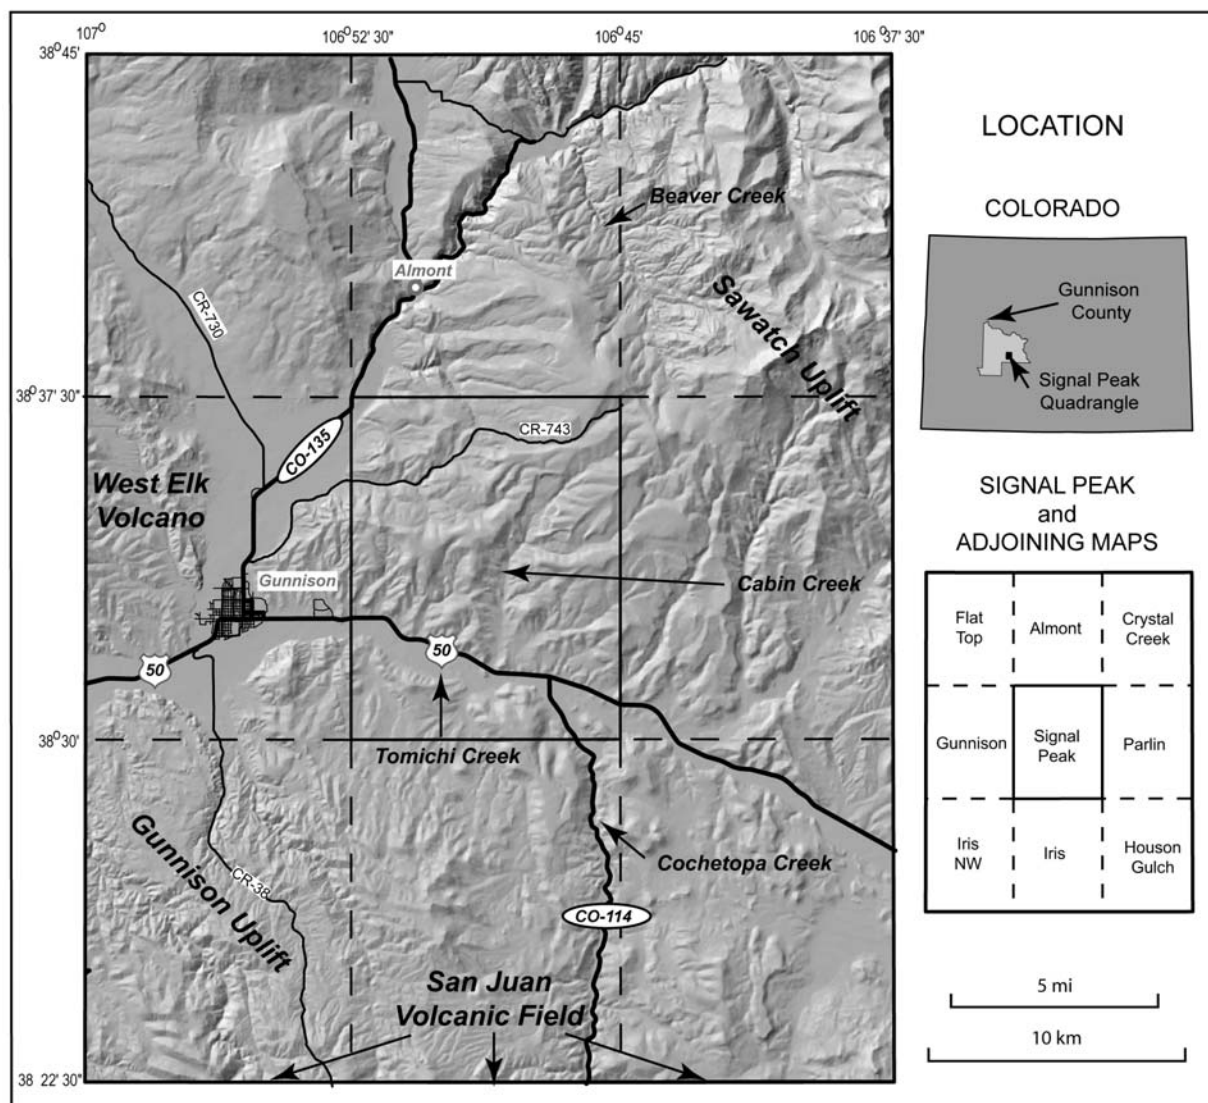 107°
106° 52' 30"
106° 45'
106° 37' 30"
38° 45'
38° 37' 30"
38° 30'
38 22' 30"
Beaver Creek
Almont
CR-730
Sawatch Uplift
CR-743
CO-135
West Elk
Volcano
Gunnison
Cabin Creek
50
50
Tomichi Creek
Gunnison Uplift
CR-38
Cochetopa Creek
CO-114
San Juan
Volcanic Field
LOCATION
COLORADO
Gunnison
County
Signal Peak
Quadrangle
SIGNAL PEAK
and
ADJOINING MAPS
Flat
Top
Almont
Crystal
Creek
Gunnison
Signal
Peak
Parlin
Iris
NW
Iris
Houson
Gulch
5 mi
10 km